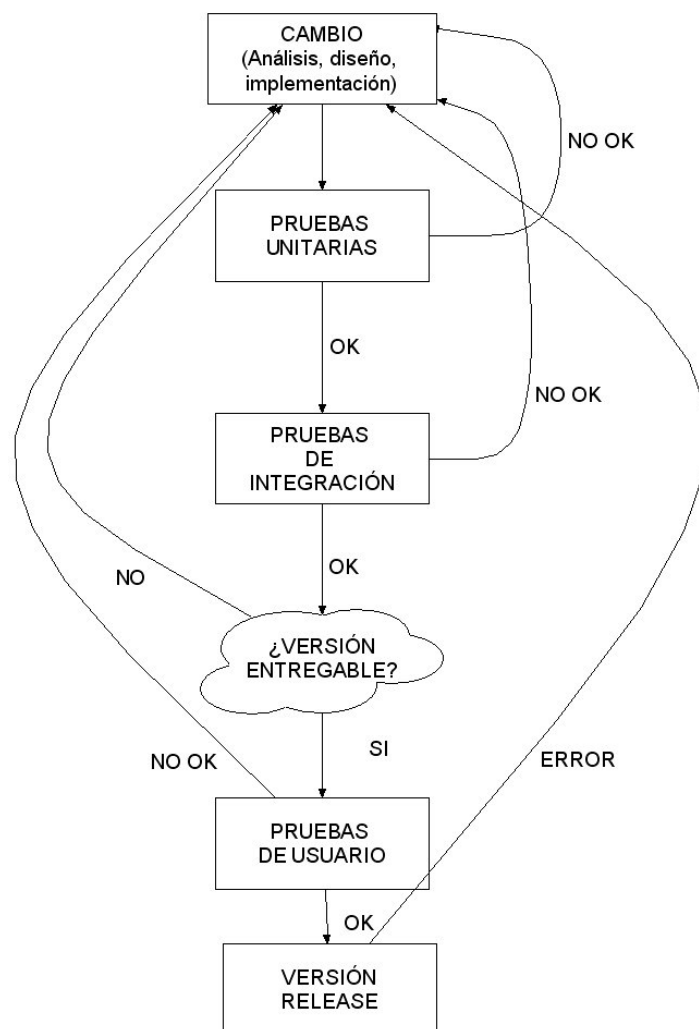 CAMBIO
(Análisis, diseño,
implementación)
NO OK
PRUEBAS
UNITARIAS
OK
NO OK
PRUEBAS
DE
INTEGRACIÓN
OK
NO
¿VERSIÓN
ENTREGABLE?
SI
NO OK
ERROR
PRUEBAS
DE USUARIO
OK
VERSIÓN
RELEASE